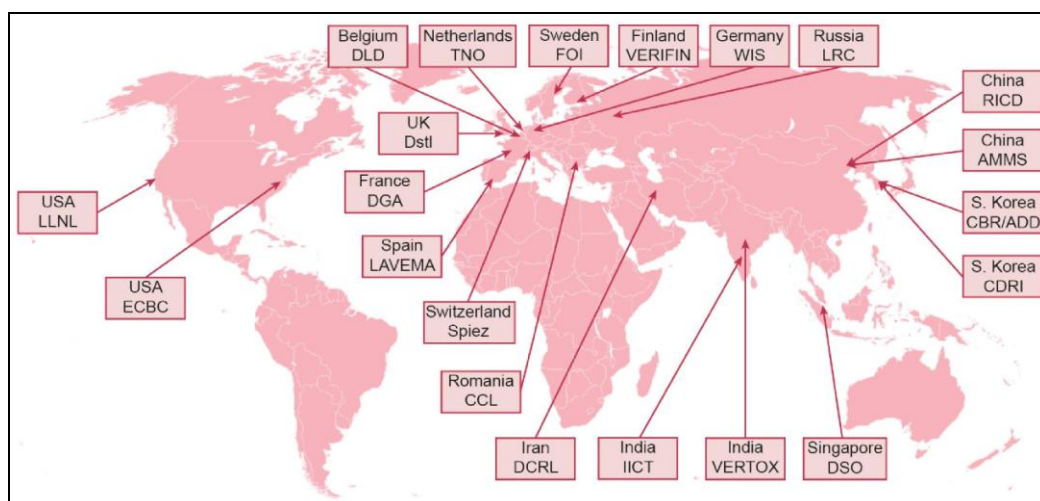 Belgium
DLD
Netherlands
TNO
Sweden
FOI
Finland
VERIFIN
Germany
WIS
Russia
LRC
China
RICD
UK
Dstl
China
AMMS
France
DGA
USA
LLNL
S. Korea
CBR/ADD
Spain
LAVEMA
USA
ECBC
S. Korea
CDRI
Switzerland
Spiez
Romania
CCL
Iran
DCRL
India
IICT
India
VERTOX
Singapore
DSO